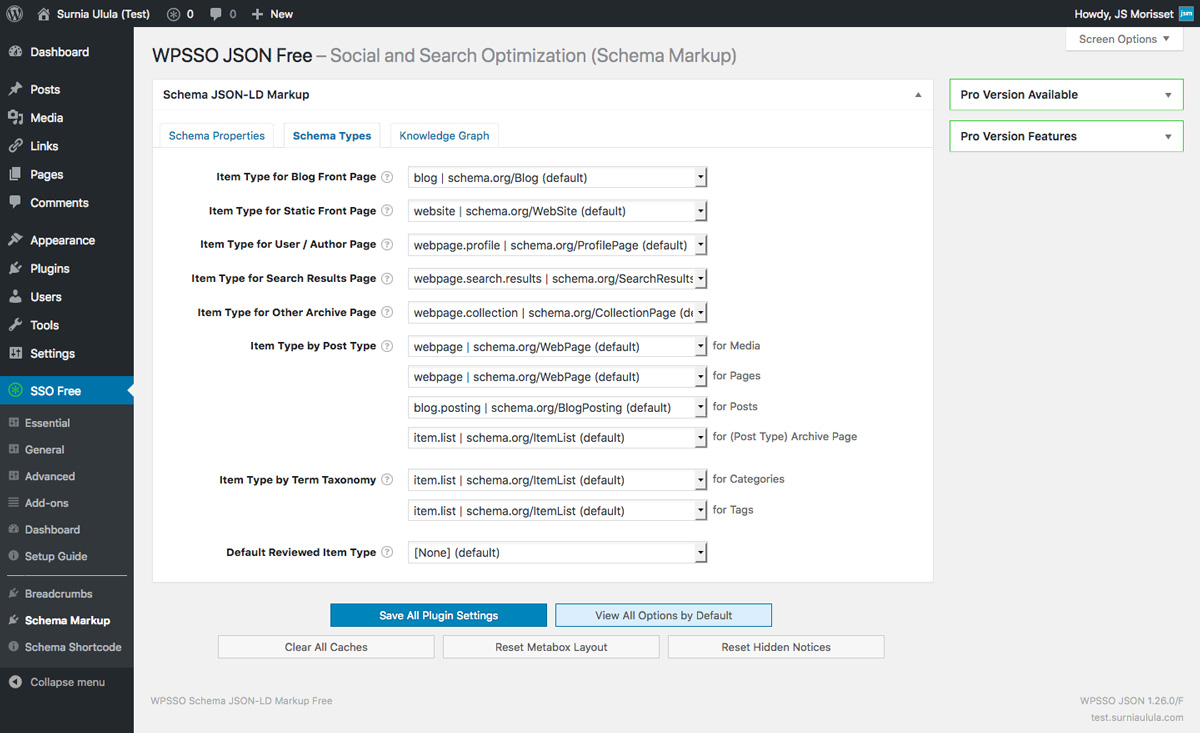 Surnia Ulula (Test) 0 0 New Howdy, JS Morisset jsm
Screen Options
Dashboard
Posts
Media
Links
Pages
Comments
Appearance
Plugins
Users
Tools
Settings
SSO Free
Essential
General
Advanced
Add-ons
Dashboard
Setup Guide
Breadcrumbs
Schema Markup
Schema Shortcode
Collapse menu
WPSSO JSON Free – Social and Search Optimization (Schema Markup)
Schema JSON-LD Markup
Schema Properties Schema Types Knowledge Graph
Item Type for Blog Front Page ? blog | schema.org/Blog (default)
Item Type for Static Front Page ? website | schema.org/WebSite (default)
Item Type for User / Author Page ? webpage.profile | schema.org/ProfilePage (default)
Item Type for Search Results Page ? webpage.search.results | schema.org/SearchResults
Item Type for Other Archive Page ? webpage.collection | schema.org/CollectionPage (de
Item Type by Post Type ? webpage | schema.org/WebPage (default) for Media
webpage | schema.org/WebPage (default) for Pages
blog.posting | schema.org/BlogPosting (default) for Posts
item.list | schema.org/ItemList (default) for (Post Type) Archive Page
Item Type by Term Taxonomy ? item.list | schema.org/ItemList (default) for Categories
item.list | schema.org/ItemList (default) for Tags
Default Reviewed Item Type ? [None] (default)
Save All Plugin Settings View All Options by Default
Clear All Caches Reset Metabox Layout Reset Hidden Notices
Pro Version Available
Pro Version Features
WPSSO Schema JSON-LD Markup Free WPSSO JSON 1.26.0/F
test.surniaulula.com